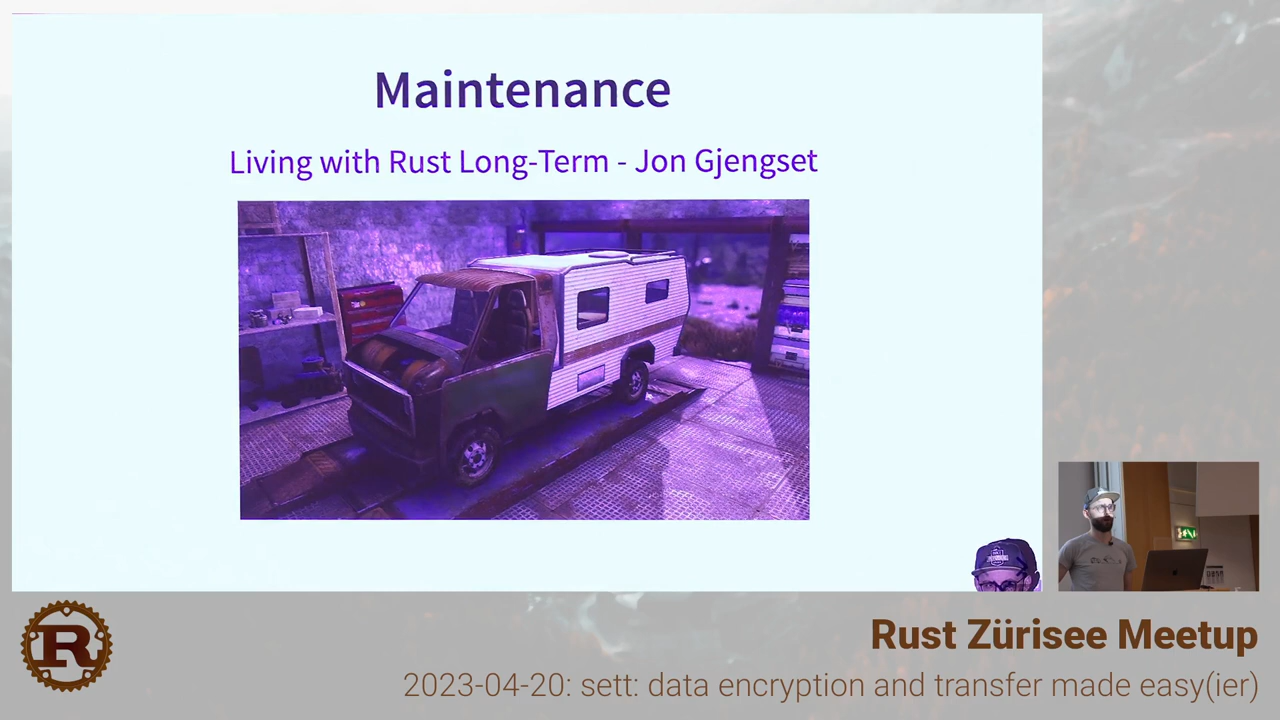 Maintenance
Living with Rust Long-Term - Jon Gjengset
R
Rust Zürisee Meetup
2023-04-20: sett: data encryption and transfer made easy(ier)